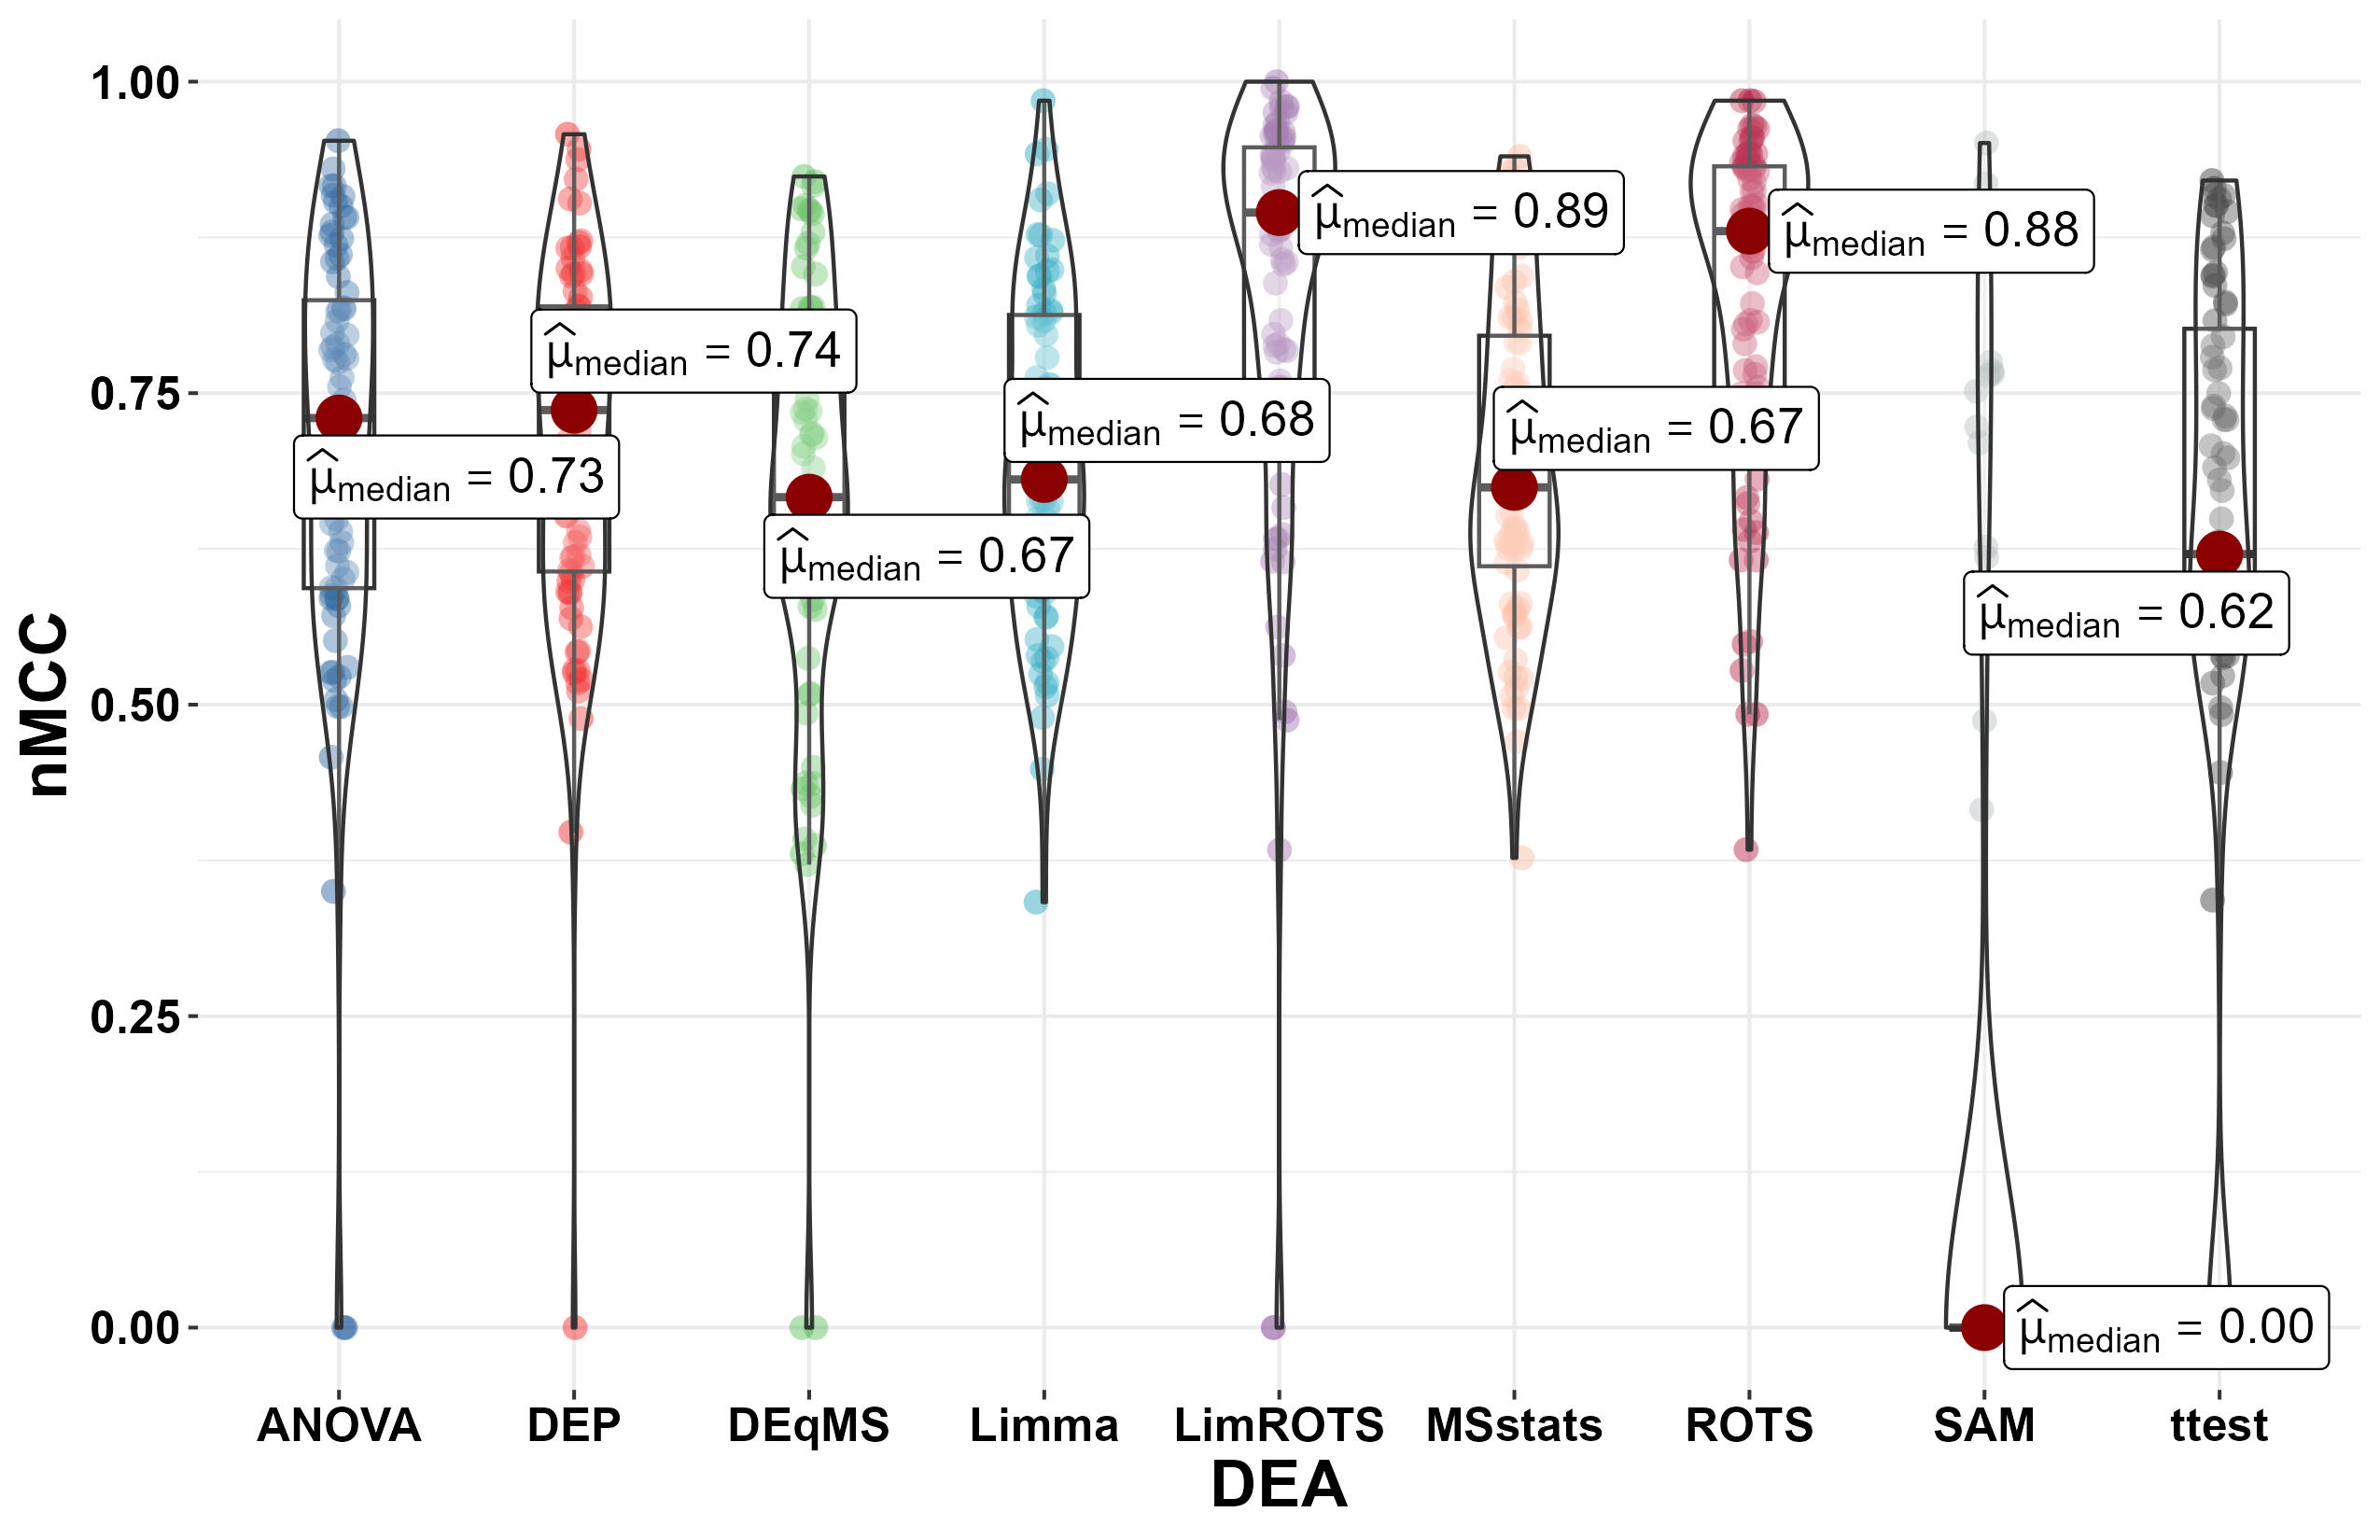 1.00
0.75
0.50
0.25
0.00
nMCC
μ̂median = 0.89
μ̂median = 0.88
μ̂median = 0.74
μ̂median = 0.68
μ̂median = 0.67
μ̂median = 0.73
μ̂median = 0.67
μ̂median = 0.62
μ̂median = 0.00
ANOVA DEP DEqMS Limma LimROTS MSstats ROTS SAM ttest
DEA